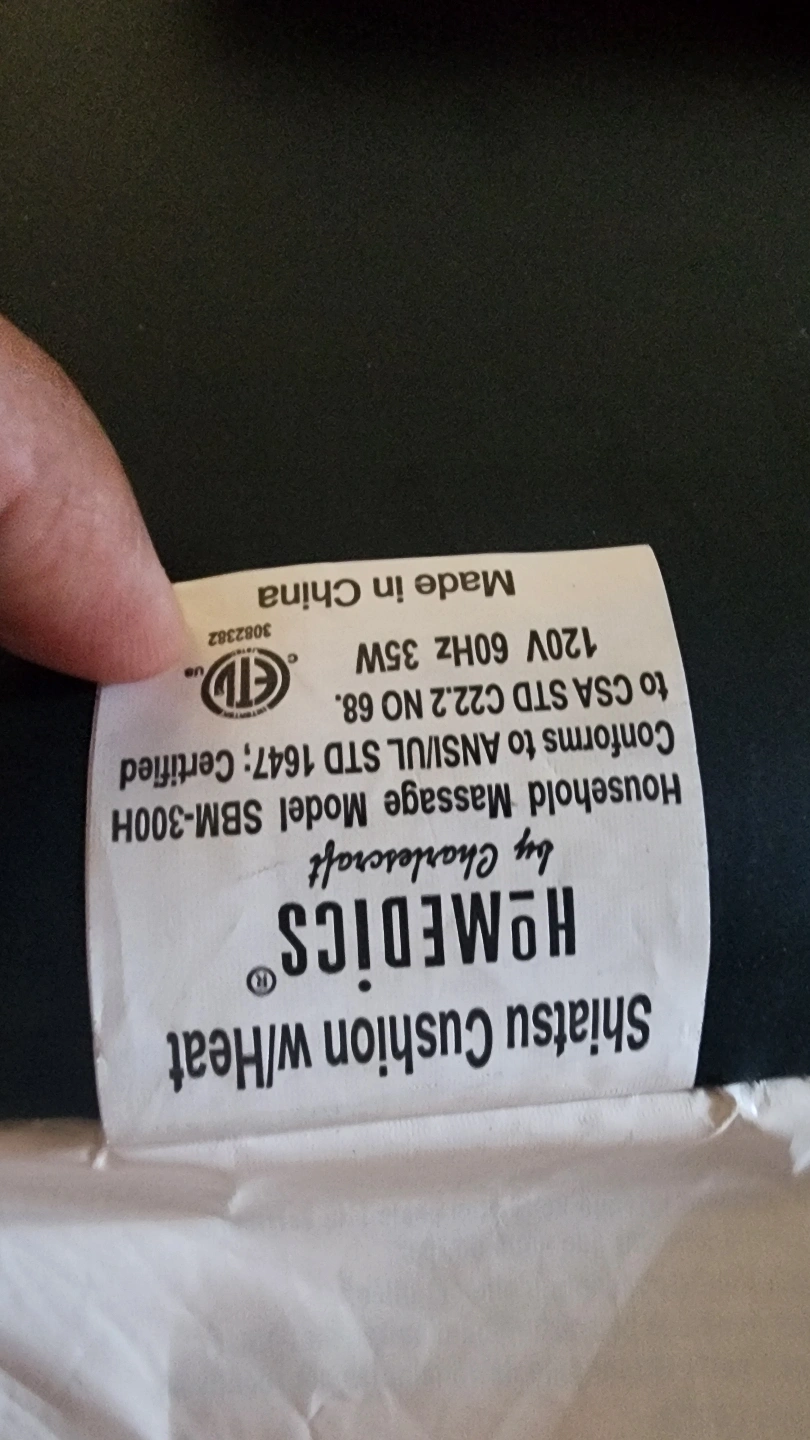 Shiatsu Cushion w/Heat
HoMEDiCS®
by Charlescraft
Household Massage Model SBM-300H
Conforms to ANSI/UL STD 1647; Certified
to CSA STD C22.2 NO 68.
120V 60Hz 35W
C ETL US
3082382
Made in China